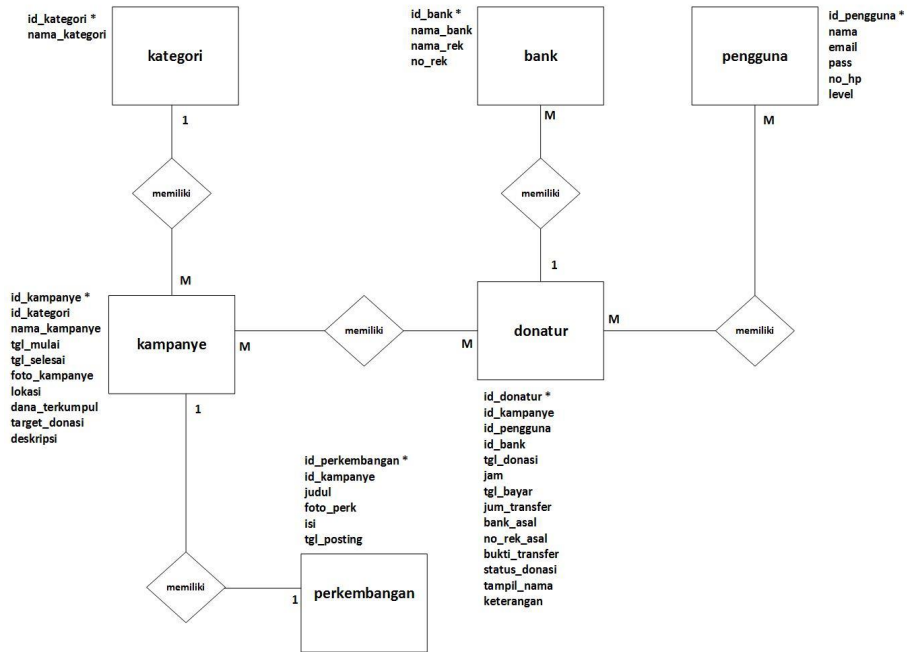 id_kategori *
nama_kategori
kategori
1
memiliki
M
id_bank *
nama_bank
nama_rek
no_rek
bank
M
memiliki
1
id_pengguna *
nama
email
pass
no_hp
level
pengguna
M
id_kampanye *
id_kategori
nama_kampanye
tgl_mulai
tgl_selesai
foto_kampanye
lokasi
dana_terkumpul
target_donasi
deskripsi
kampanye
M
memiliki
M
donatur
M
memiliki
id_donatur *
id_kampanye
id_pengguna
id_bank
tgl_donasi
jam
tgl_bayar
jum_transfer
bank_asal
no_rek_asal
bukti_transfer
status_donasi
tampil_nama
keterangan
1
memiliki
1
id_perkembangan *
id_kampanye
judul
foto_perk
isi
tgl_posting
perkembangan